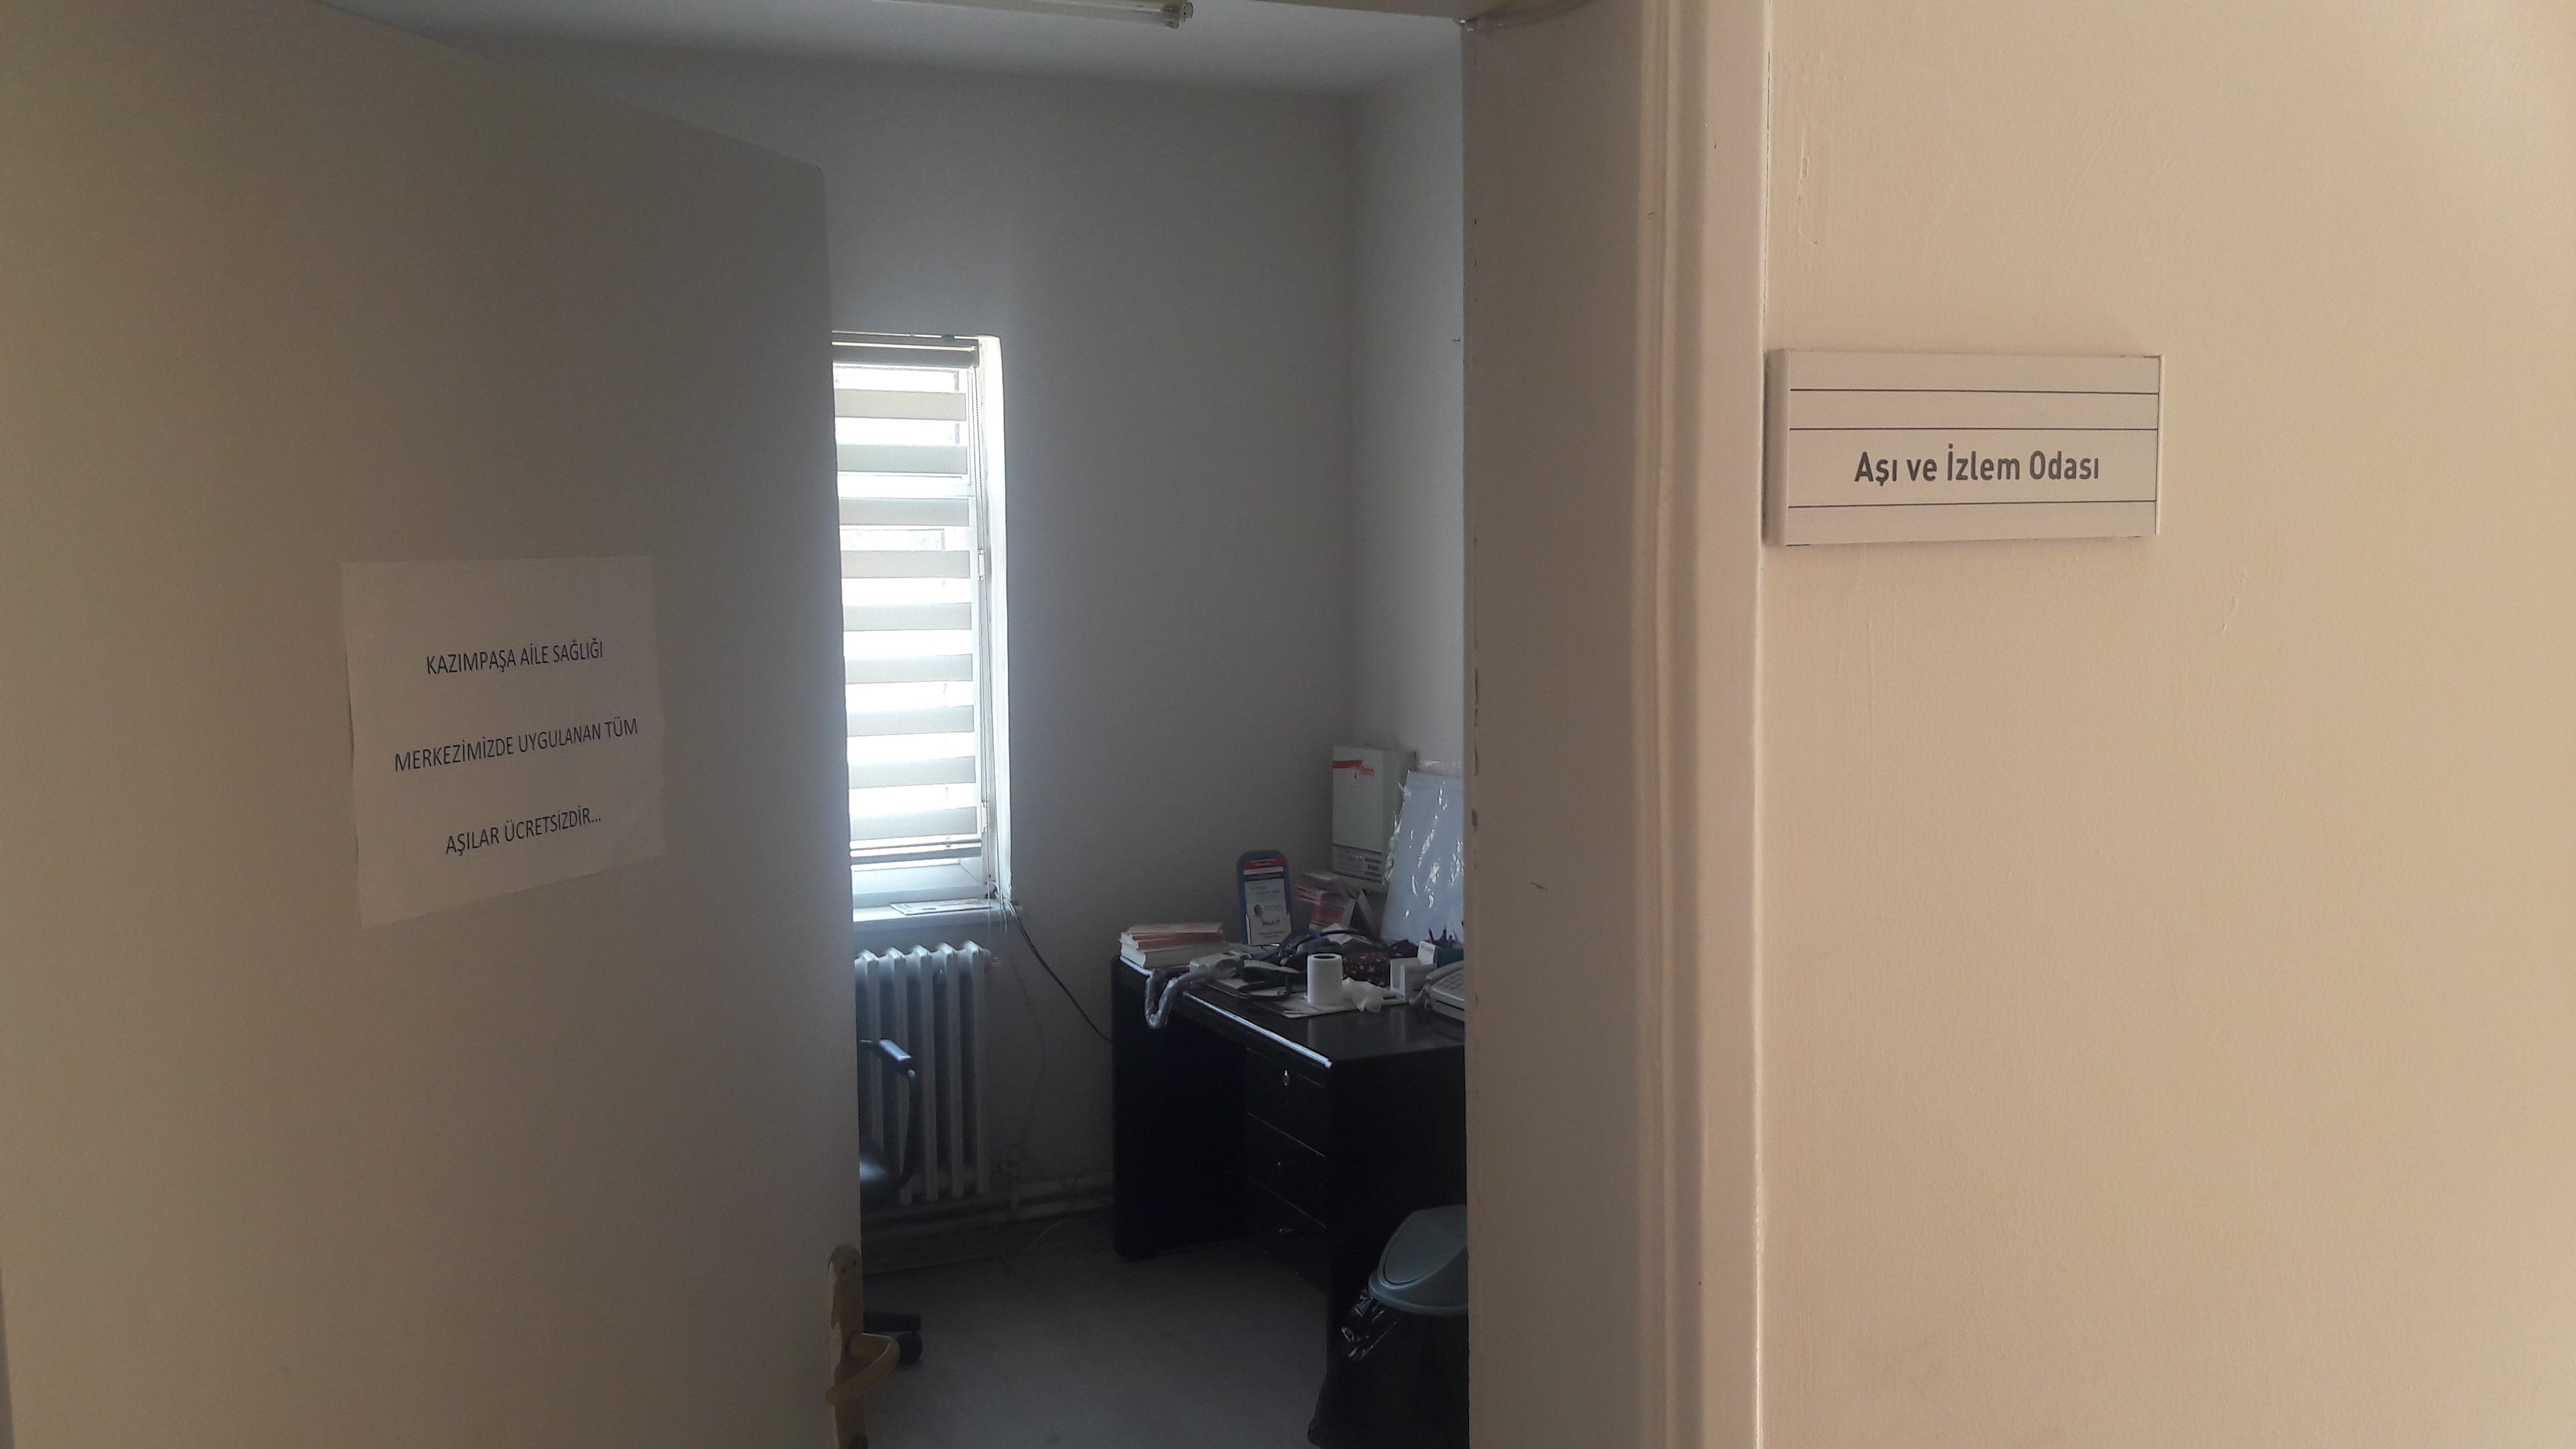 KAZIMPAŞA AİLE SAĞLIĞI
MERKEZİMİZDE UYGULANAN TÜM
AŞILAR ÜCRETSİZDİR...
Aşı ve İzlem Odası